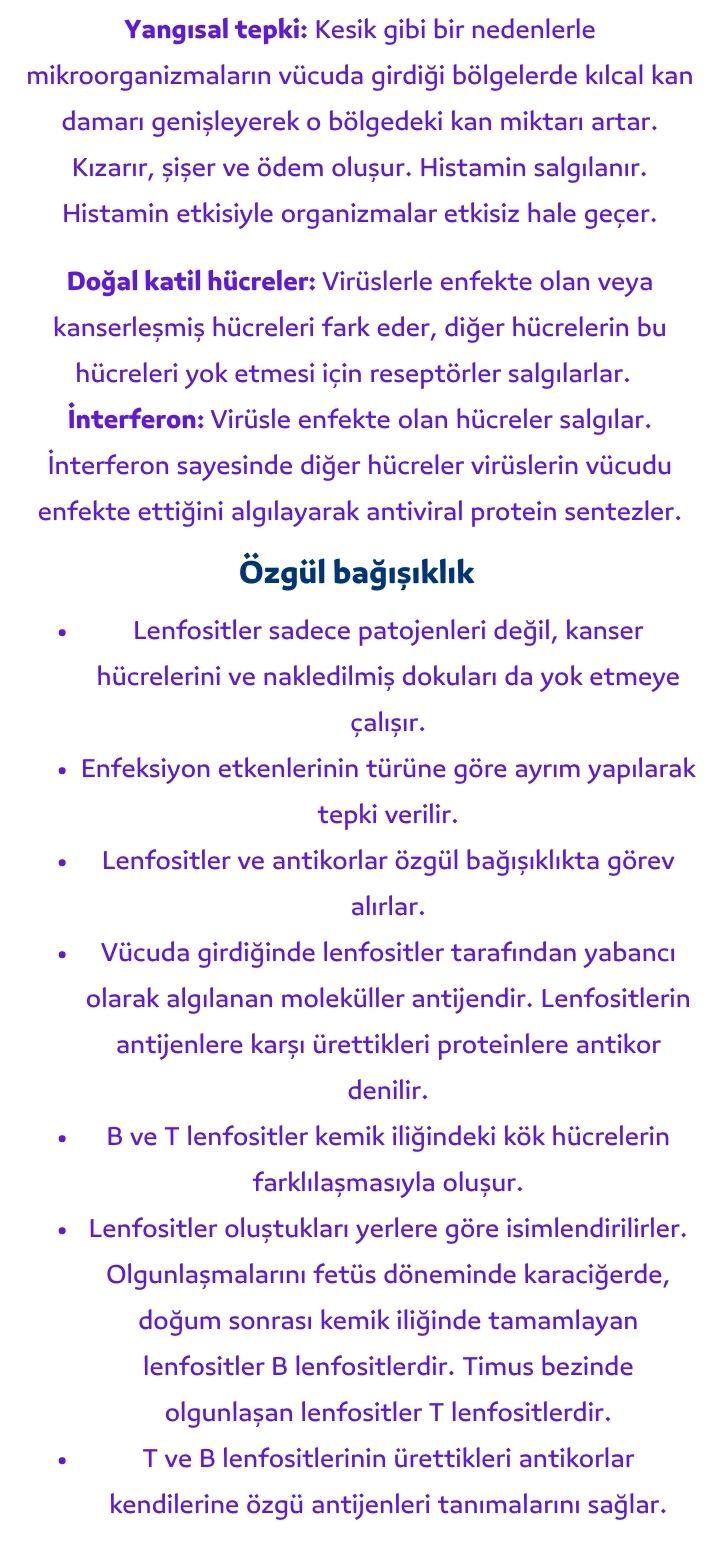 Yangısal tepki: Kesik gibi bir nedenlerle
mikroorganizmaların vücuda girdiği bölgelerde kılcal kan
damarı genişleyerek o bölgedeki kan miktarı artar.
Kızarır, şişer ve ödem oluşur. Histamin salgılanır.
Histamin etkisiyle organizmalar etkisiz hale geçer.
Doğal katil hücreler: Virüslerle enfekte olan veya
kanserleşmiş hücreleri fark eder, diğer hücrelerin bu
hücreleri yok etmesi için reseptörler salgılarlar.
İnterferon: Virüsle enfekte olan hücreler salgılar.
İnterferon sayesinde diğer hücreler virüslerin vücudu
enfekte ettiğini algılayarak antiviral protein sentezler.
Özgül bağışıklık
• Lenfositler sadece patojenleri değil, kanser
hücrelerini ve nakledilmiş dokuları da yok etmeye
çalışır.
• Enfeksiyon etkenlerinin türüne göre ayrım yapılarak
tepki verilir.
• Lenfositler ve antikorlar özgül bağışıklıkta görev
alırlar.
• Vücuda girdiğinde lenfositler tarafından yabancı
olarak algılanan moleküller antijendir. Lenfositlerin
antijenlere karşı ürettikleri proteinlere antikor
denilir.
• B ve T lenfositler kemik iliğindeki kök hücrelerin
farklılaşmasıyla oluşur.
• Lenfositler oluştukları yerlere göre isimlendirilirler.
Olgunlaşmalarını fetüs döneminde karaciğerde,
doğum sonrası kemik iliğinde tamamlayan
lenfositler B lenfositlerdir. Timus bezinde
olgunlaşan lenfositler T lenfositlerdir.
• T ve B lenfositlerinin ürettikleri antikorlar
kendilerine özgü antijenleri tanımalarını sağlar.